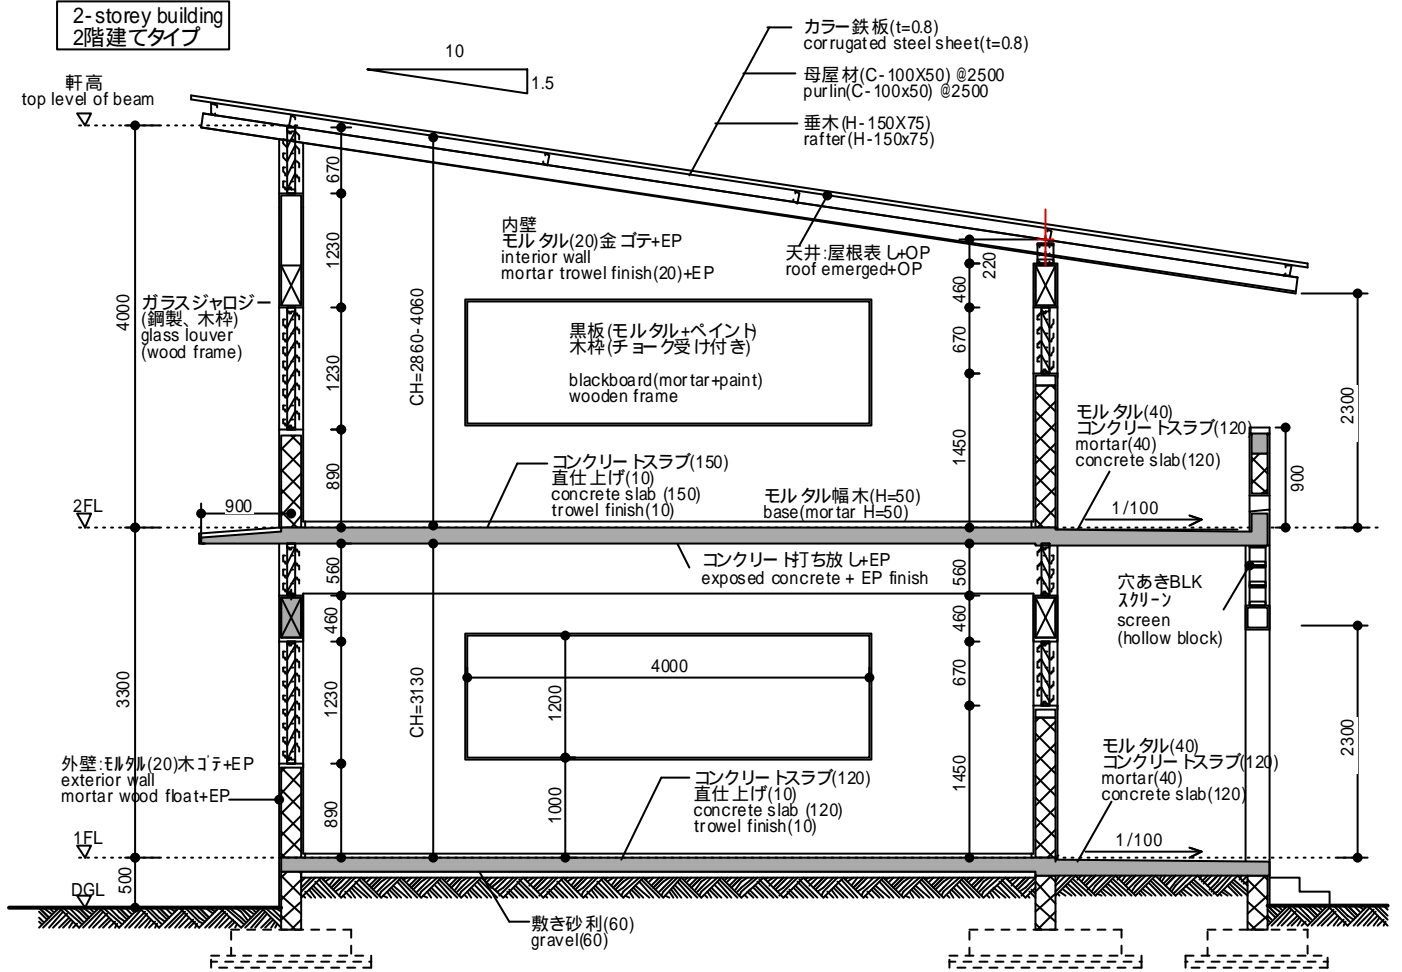 2-storey building
2階建てタイプ
10
1.5
カラー鉄板(t=0.8)
corrugated steel sheet(t=0.8)
母屋材(C-100X50) @2500
purlin(C-100x50) @2500
垂木(H-150X75)
rafter(H-150x75)
軒高
top level of beam
670
1230
1230
890
4000
CH=2860-4060
内壁
モルタル(20)金ゴテ+EP
interior wall
mortar trowel finish(20)+EP
天井:屋根表し+OP
roof emerged+OP
220
460
670
1450
ガラスジャロジー
(鋼製、木枠)
glass louver
(wood frame)
黒板(モルタル+ペイント)
木枠(チョーク受け付き)
blackboard(mortar+paint)
wooden frame
2300
900
モルタル(40)
コンクリートスラブ(120)
mortar(40)
concrete slab(120)
1/100
コンクリートスラブ(150)
直仕上げ(10)
concrete slab (150)
trowel finish(10)
モルタル幅木(H=50)
base(mortar H=50)
2FL
900
コンクリート打ち放し+EP
exposed concrete + EP finish
穴あきBLK
スクリーン
screen
(hollow block)
560
460
1230
890
3300
CH=3130
4000
1200
1000
560
460
670
1450
2300
外壁:モルタル(20)木ゴテ+EP
exterior wall
mortar wood float+EP
コンクリートスラブ(120)
直仕上げ(10)
concrete slab (120)
trowel finish(10)
モルタル(40)
コンクリートスラブ(120)
mortar(40)
concrete slab(120)
1/100
1FL
500
DGL
敷き砂利(60)
gravel(60)